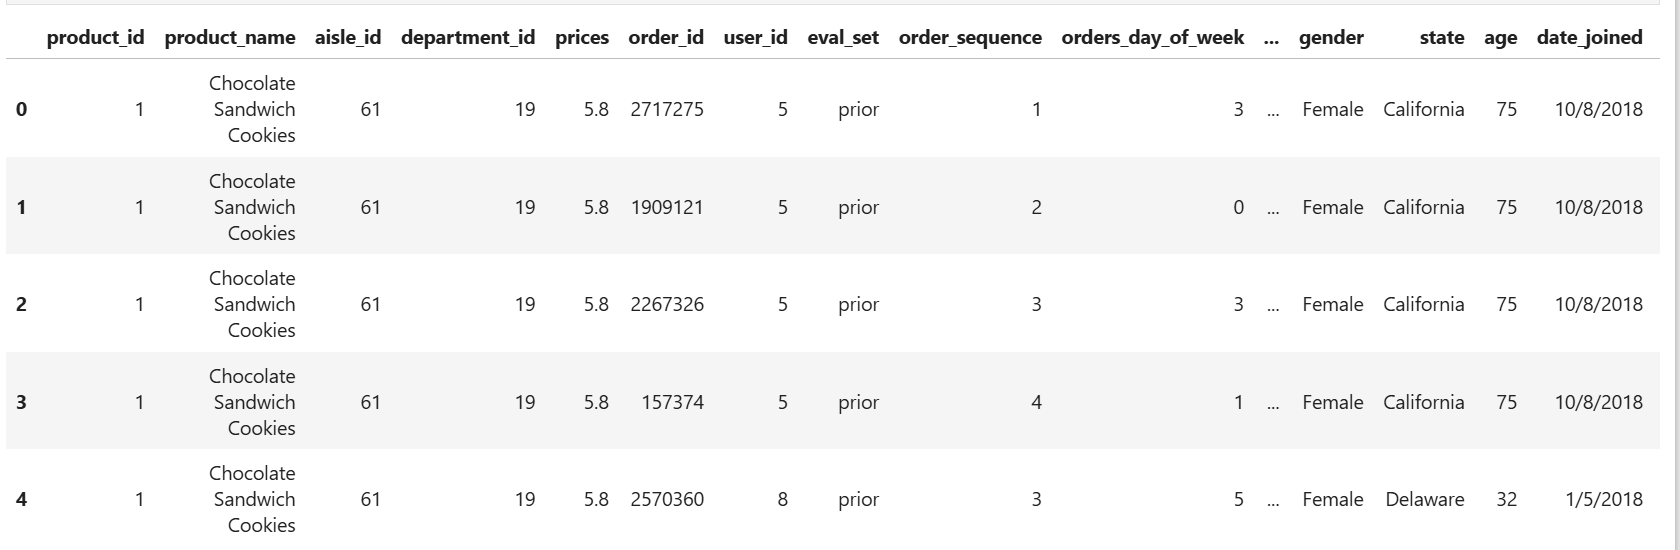 product_id product_name aisle_id department_id prices order_id user_id eval_set order_sequence orders_day_of_week ... gender state age date_joined
0 1 Chocolate Sandwich Cookies 61 19 5.8 2717275 5 prior 1 3 ... Female California 75 10/8/2018
1 1 Chocolate Sandwich Cookies 61 19 5.8 1909121 5 prior 2 0 ... Female California 75 10/8/2018
2 1 Chocolate Sandwich Cookies 61 19 5.8 2267326 5 prior 3 3 ... Female California 75 10/8/2018
3 1 Chocolate Sandwich Cookies 61 19 5.8 157374 5 prior 4 1 ... Female California 75 10/8/2018
4 1 Chocolate Sandwich Cookies 61 19 5.8 2570360 8 prior 3 5 ... Female Delaware 32 1/5/2018